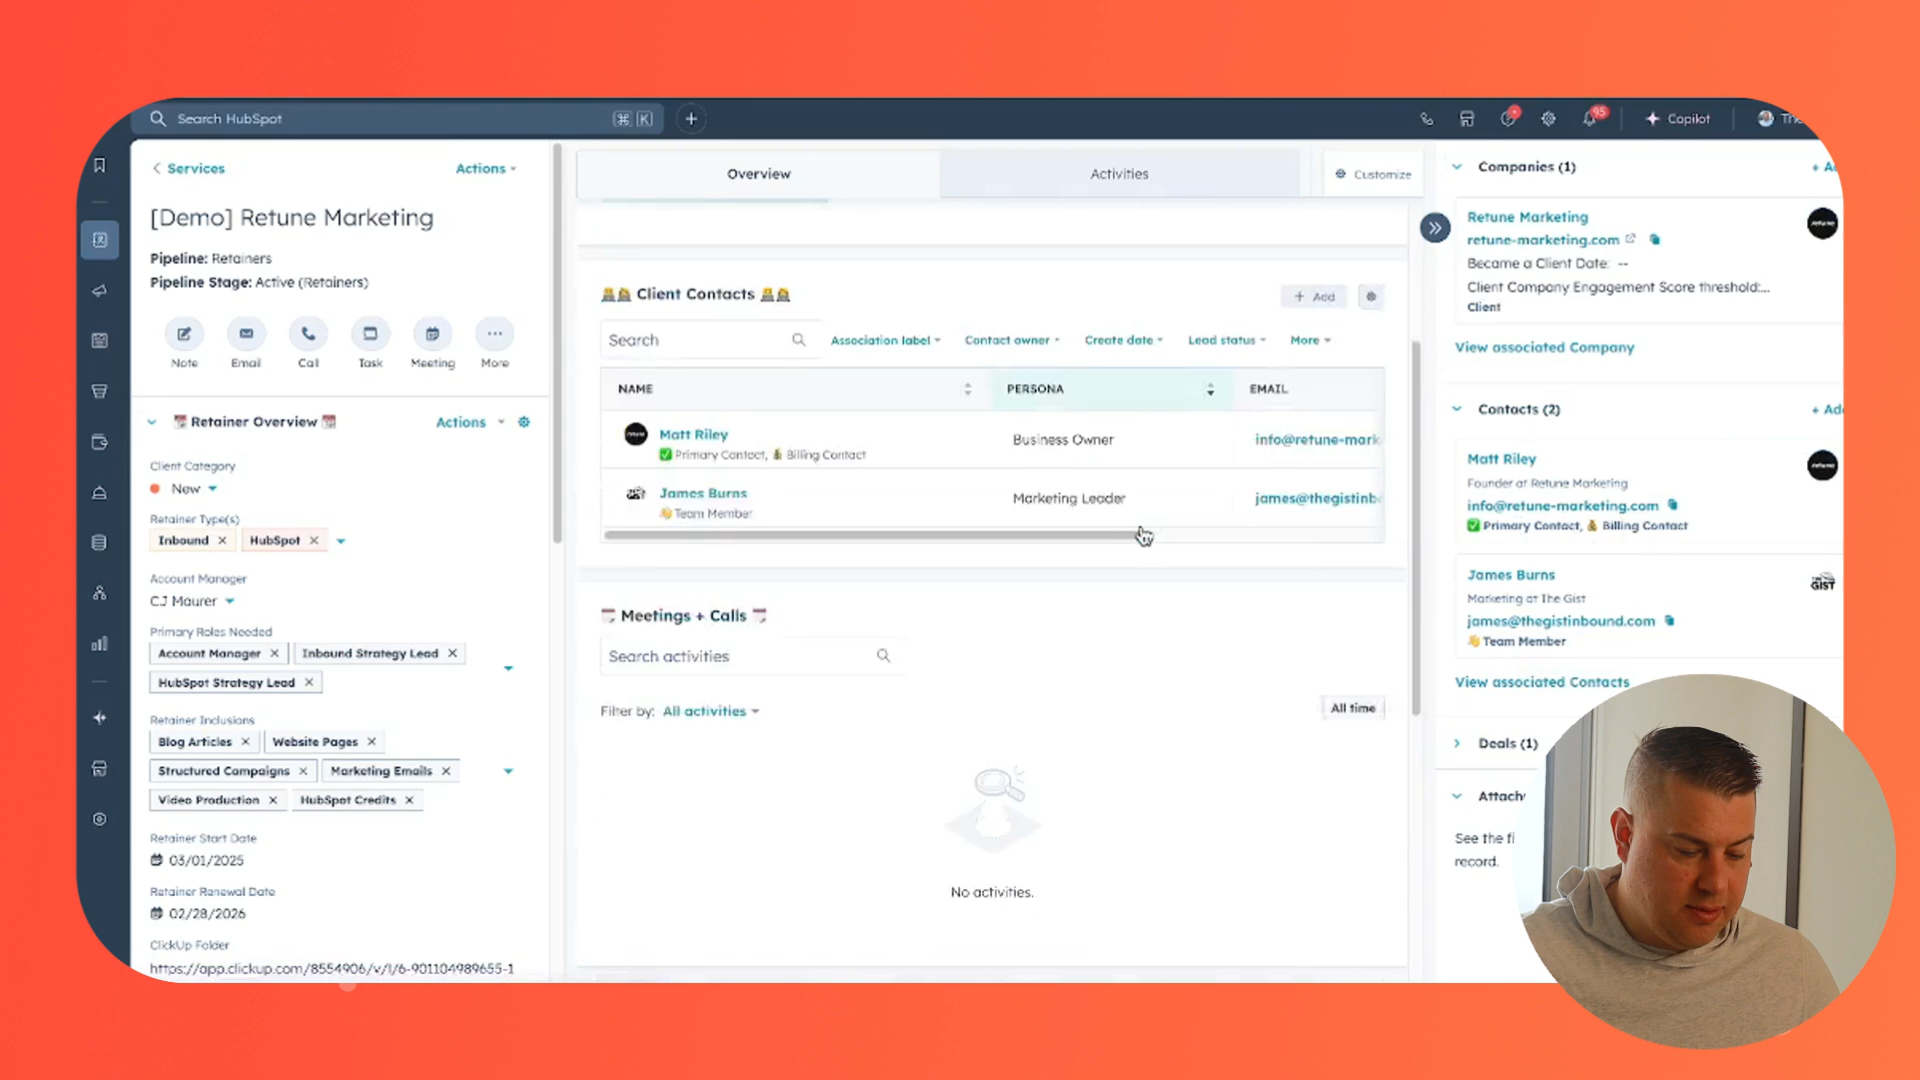 Search HubSpot
⌘ K
95
Copilot
Services
Actions
[Demo] Retune Marketing
Pipeline: Retainers
Pipeline Stage: Active (Retainers)
Note
Email
Call
Task
Meeting
More
Retainer Overview
Actions
Client Category
New
Retainer Type(s)
Inbound
HubSpot
Account Manager
CJ Maurer
Primary Roles Needed
Account Manager
Inbound Strategy Lead
HubSpot Strategy Lead
Retainer Inclusions
Blog Articles
Website Pages
Structured Campaigns
Marketing Emails
Video Production
HubSpot Credits
Retainer Start Date
03/01/2025
Retainer Renewal Date
02/28/2026
ClickUp Folder
https://app.clickup.com/8554906/v/l/6-901104989655-1
Overview
Activities
Customize
Client Contacts
+ Add
Search
Association label
Contact owner
Create date
Lead status
More
NAME
PERSONA
EMAIL
Matt Riley
Primary Contact, Billing Contact
Business Owner
info@retune-mark
James Burns
Team Member
Marketing Leader
james@thegistinb
Meetings + Calls
Search activities
Filter by: All activities
All time
No activities.
Companies (1)
Retune Marketing
retune-marketing.com
Became a Client Date: --
Client Company Engagement Score threshold:...
Client
View associated Company
Contacts (2)
Matt Riley
Founder at Retune Marketing
info@retune-marketing.com
Primary Contact, Billing Contact
James Burns
Marketing at The Gist
james@thegistinbound.com
Team Member
THE GIST
View associated Contacts
Deals (1)
Attach
See the fi
record.